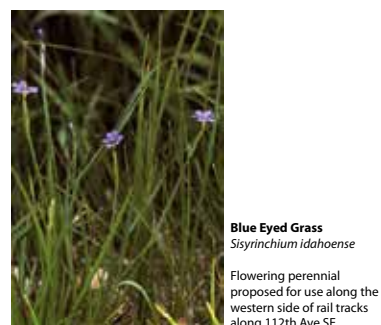 Blue Eyed Grass
Sisyrinchium idahoense
Flowering perennial
proposed for use along the
western side of rail tracks
along 112th Ave SE